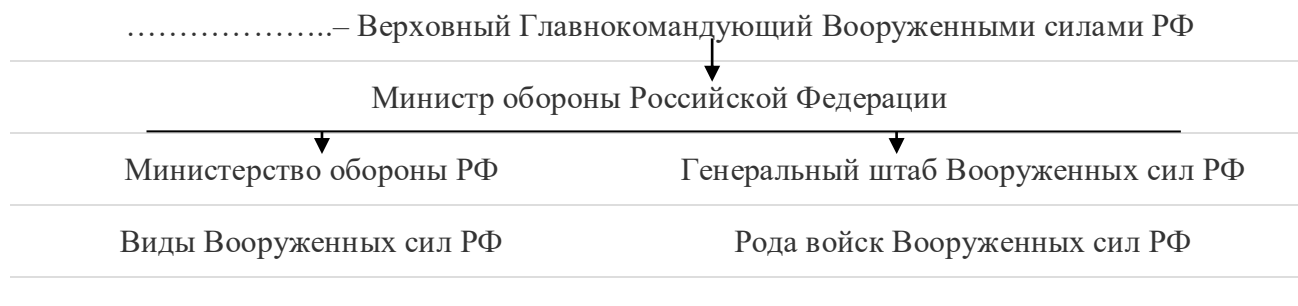 …………………..– Верховный Главнокомандующий Вооруженными силами РФ
Министр обороны Российской Федерации
Министерство обороны РФ Генеральный штаб Вооруженных сил РФ
Виды Вооруженных сил РФ Рода войск Вооруженных сил РФ